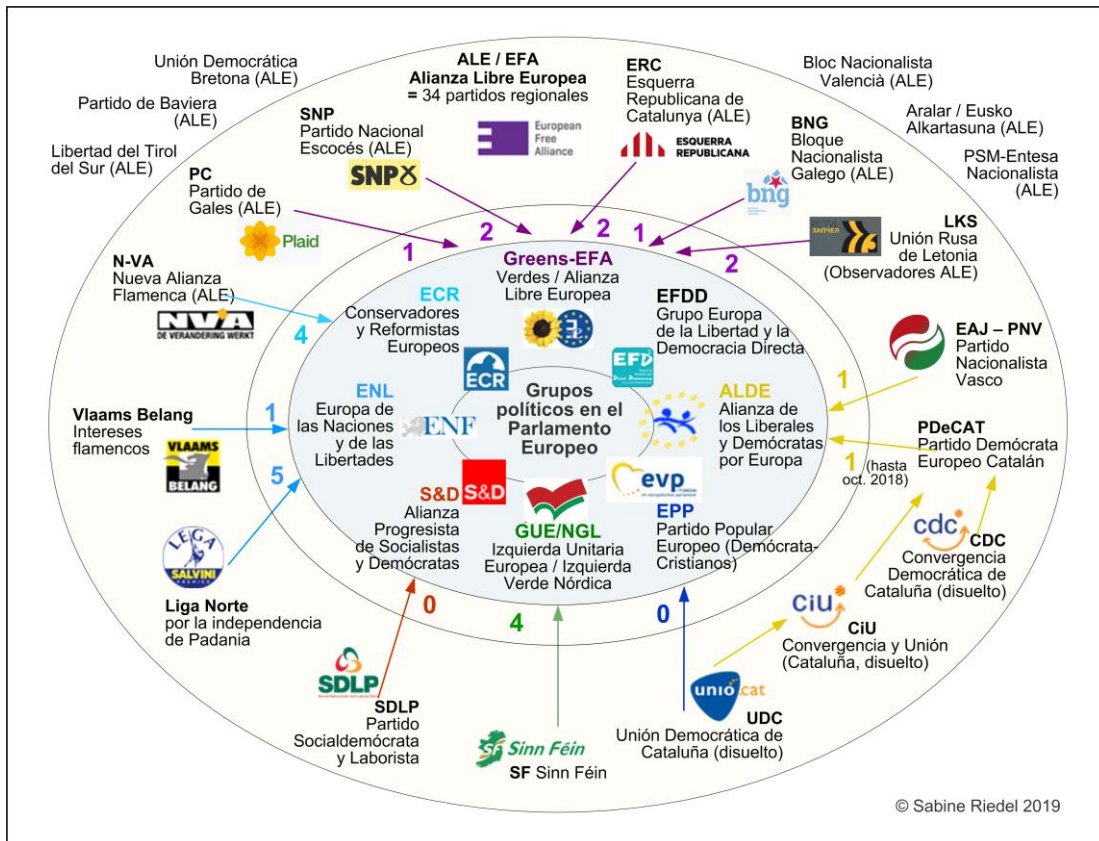 Unión Democrática
Bretona (ALE)
Partido de Baviera
(ALE)
Libertad del Tirol
del Sur (ALE)
ALE / EFA
Alianza Libre Europea
= 34 partidos regionales
European
Free
Alliance
ERC
Esquerra
Republicana de
Catalunya (ALE)
ESQUERRA
REPUBLICANA
Bloc Nacionalista
Valencià (ALE)
Aralar / Eusko
Alkartasuna (ALE)
PSM-Entesa
Nacionalista
(ALE)
SNP
Partido Nacional
Escocés (ALE)
SNP
BNG
Bloque
Nacionalista
Galego (ALE)
bng
PC
Partido de
Gales (ALE)
Plaid
LKS
Unión Rusa
de Letonia
(Observadores ALE)
N-VA
Nueva Alianza
Flamenca (ALE)
N-VA
DE VERANDERING WERKT
1
2
2
1
2
4
Greens-EFA
Verdes / Alianza
Libre Europea
ECR
Conservadores
y Reformistas
Europeos
ECR
EFDD
Grupo Europa
de la Libertad y la
Democracia Directa
EFD
EAJ – PNV
Partido
Nacionalista
Vasco
1
ENL
Europa de
las Naciones
y de las
Libertades
ENF
Grupos
políticos en el
Parlamento
Europeo
ALDE
Alianza de
los Liberales
y Demócratas
por Europa
PDeCAT
Partido Demócrata
Europeo Catalán
1
(hasta
oct. 2018)
Vlaams Belang
Intereses
flamencos
VLAAMS
BELANG
1
5
S&D
S&D
Alianza
Progresista
de Socialistas
y Demócratas
GUE/NGL
Izquierda Unitaria
Europea / Izquierda
Verde Nórdica
evp
EPP
Partido Popular
Europeo (Demócrata-
Cristianos)
cdc
CDC
Convergencia
Democrática de
Cataluña (disuelto)
LEGA
SALVINI
PREMIER
Liga Norte
por la independencia
de Padania
0
4
0
CiU
CiU
Convergencia y Unión
(Cataluña, disuelto)
SDLP
SDLP
Partido
Socialdemócrata
y Laborista
SF Sinn Féin
SF Sinn Féin
unió.cat
UDC
Unión Democrática de
Cataluña (disuelto)
© Sabine Riedel 2019